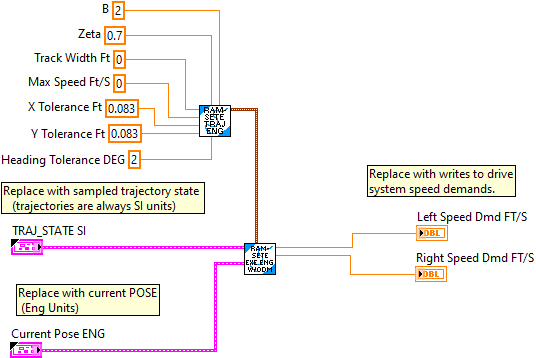 B 2
Zeta 0.7
Track Width Ft 0
Max Speed Ft/S 0
X Tolerance Ft 0.083
Y Tolerance Ft 0.083
Heading Tolerance DEG 2
RAM-
SETE
TRAJ
ENG
Replace with sampled trajectory state
(trajectories are always SI units)
TRAJ_STATE SI
Replace with writes to drive
system speed demands.
Left Speed Dmd FT/S
DBL
Right Speed Dmd FT/S
DBL
RAM-
SETE
EXE ENG
WODM
Replace with current POSE
(Eng Units)
Current Pose ENG